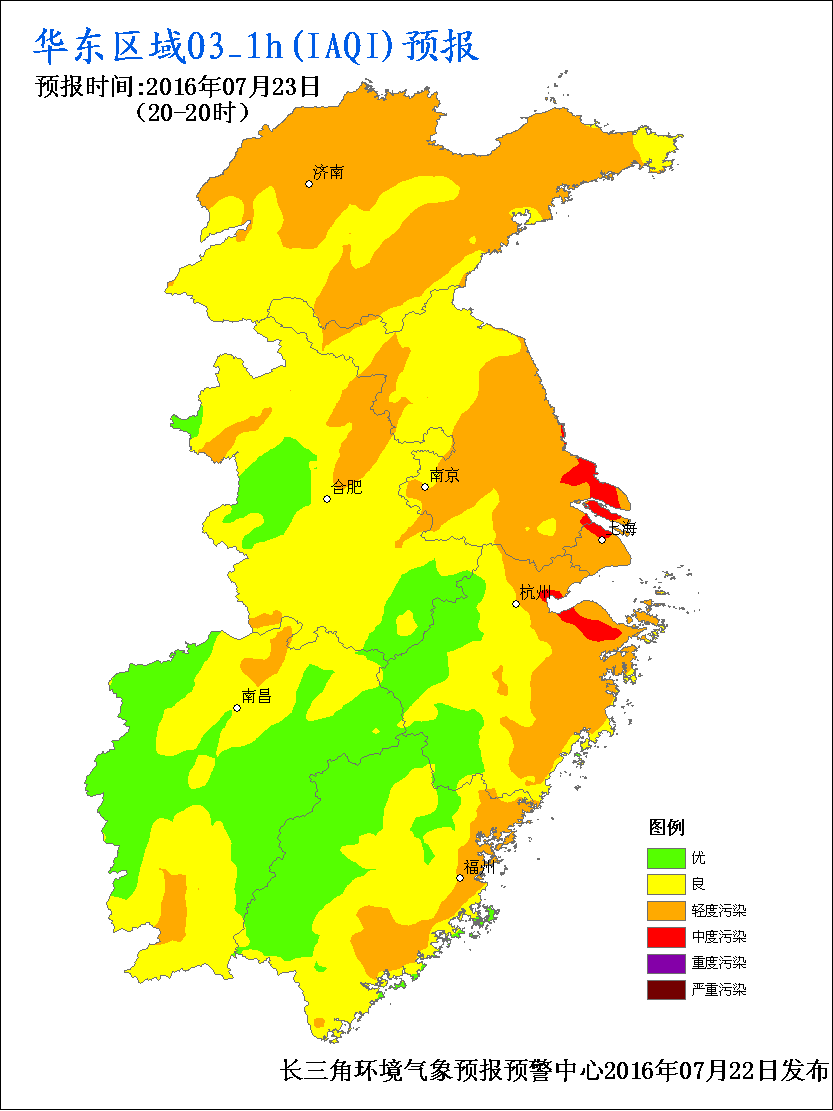 华东区域O3_1h(IAQI)预报
预报时间:2016年07月23日
(20-20时)
济南
南京
合肥
上海
杭州
南昌
福州
图例
优
良
轻度污染
中度污染
重度污染
严重污染
长三角环境气象预报预警中心2016年07月22日发布